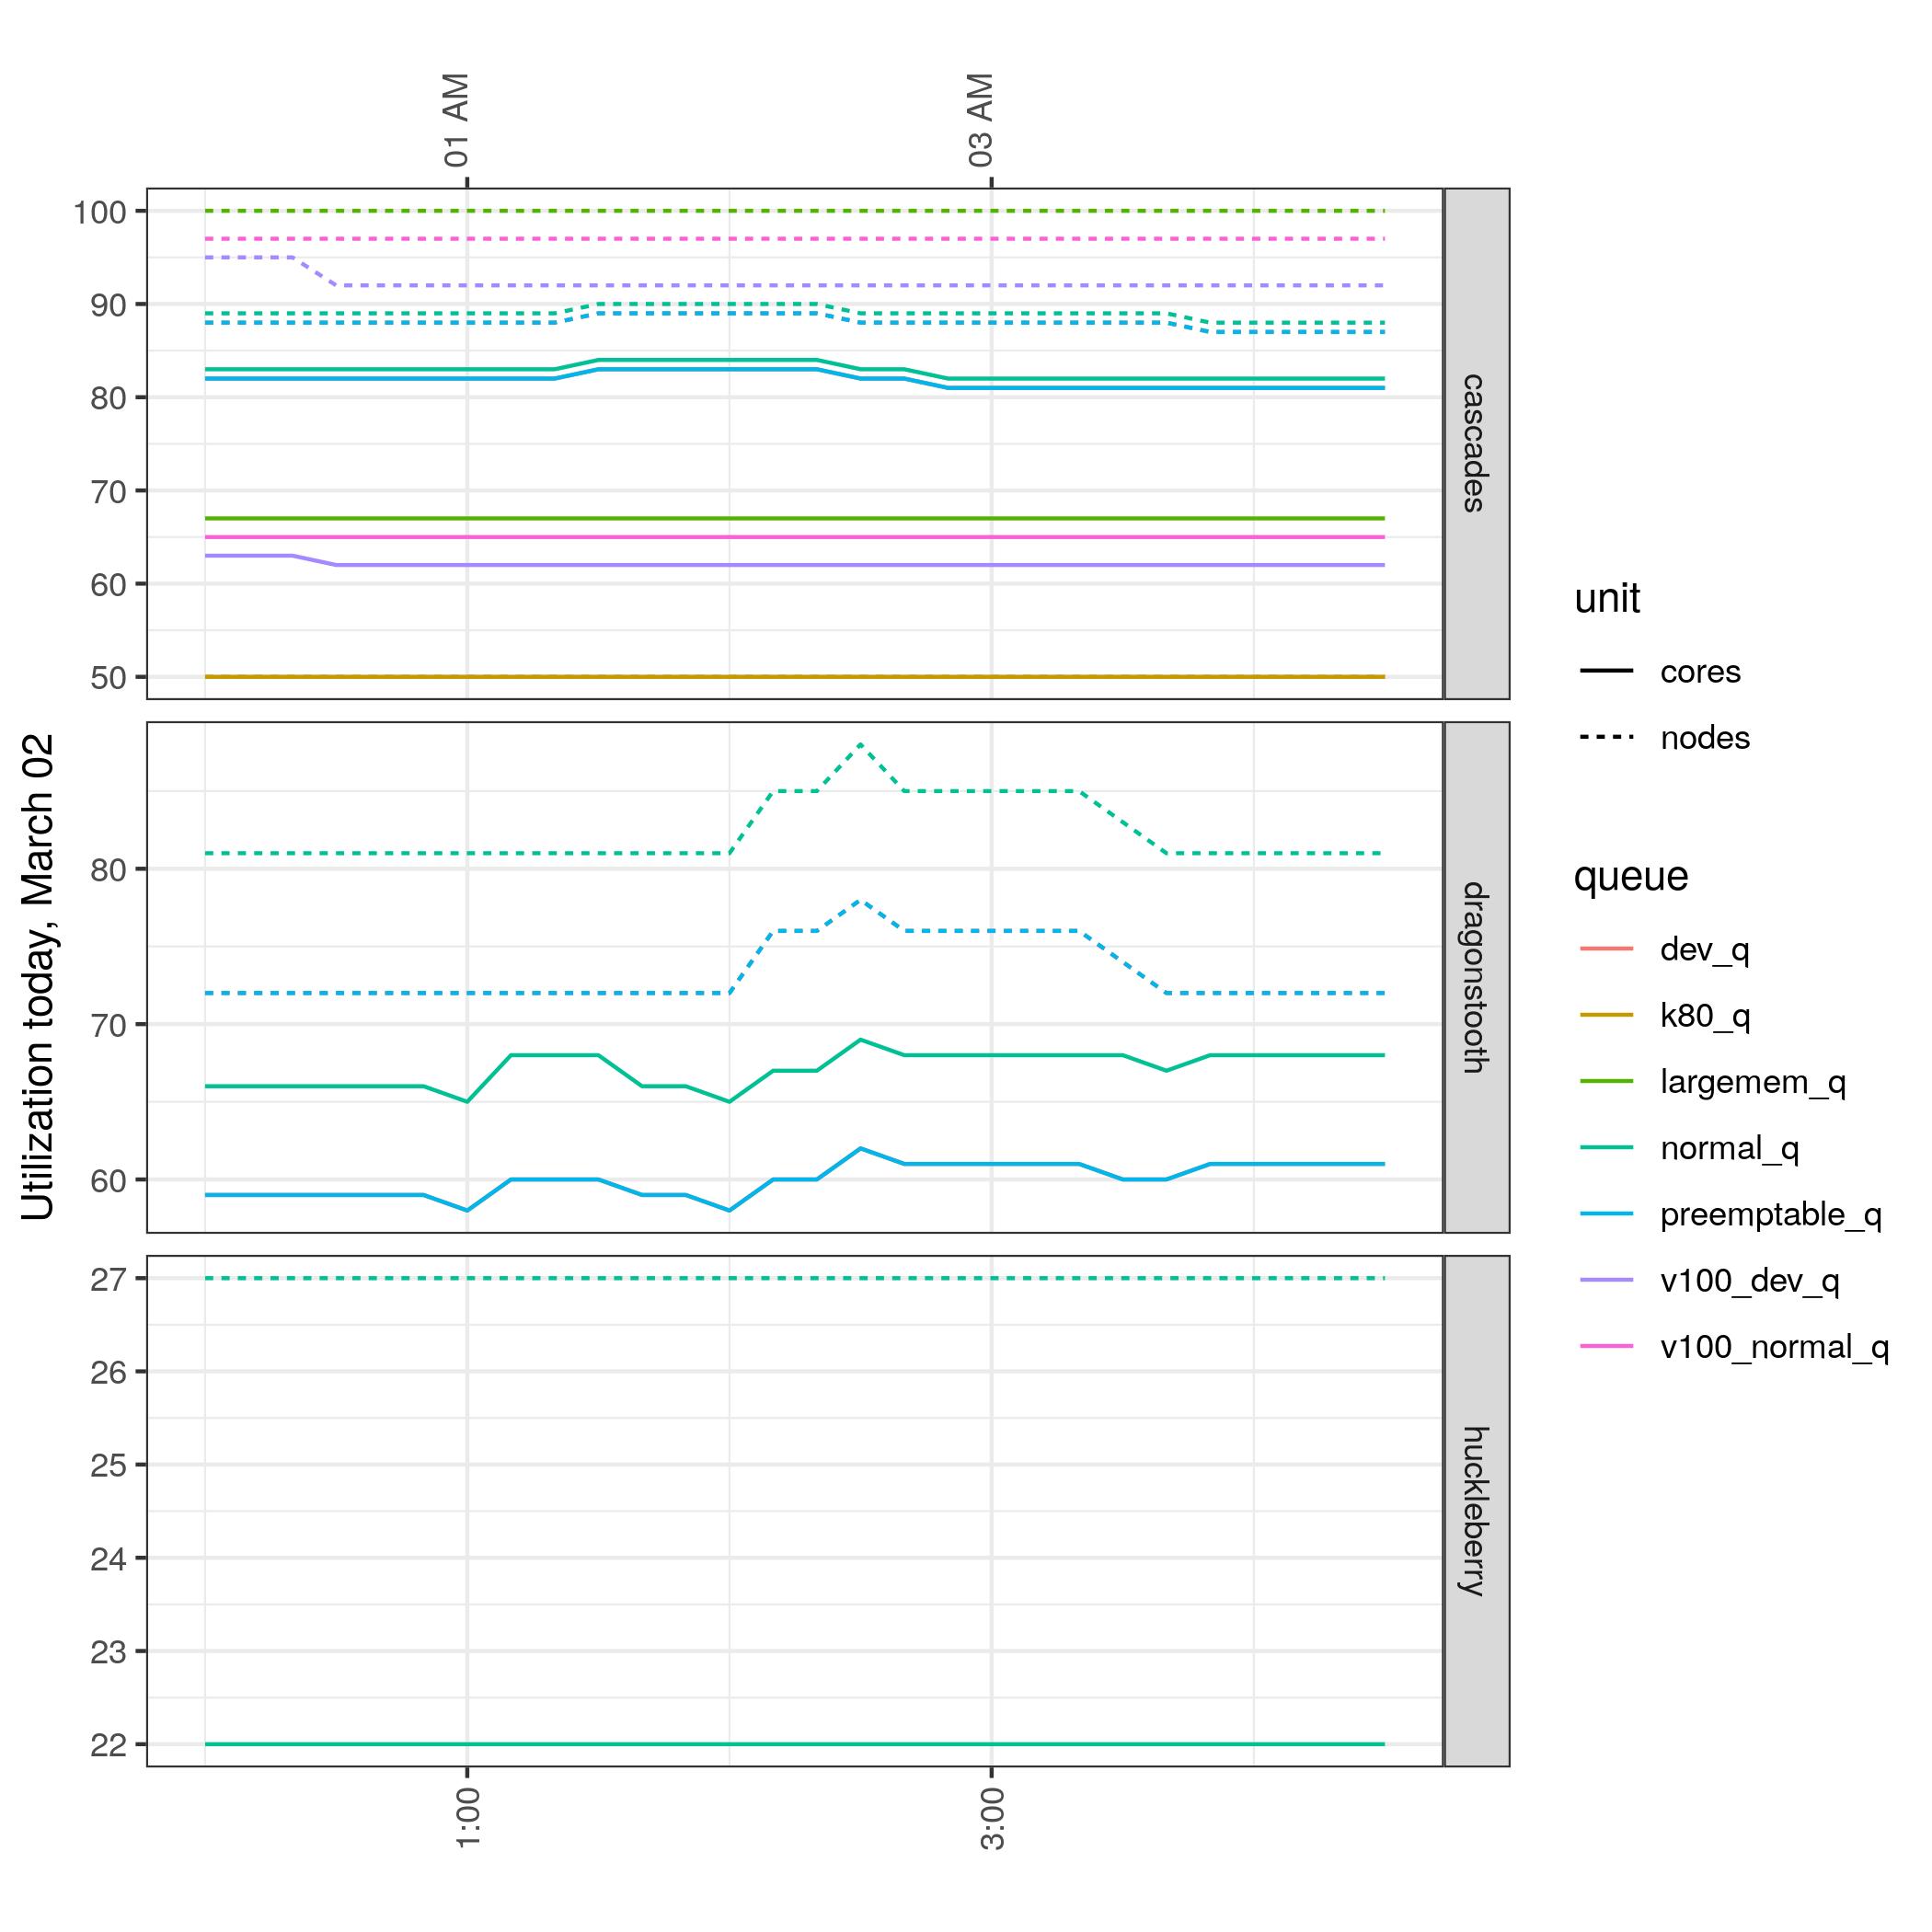 01 AM
03 AM
Utilization today, March 02
100
90
80
70
60
50
cascades
80
70
60
dragonstooth
27
26
25
24
23
22
huckleberry
1:00
3:00
unit
cores
nodes
queue
dev_q
k80_q
largemem_q
normal_q
preemptable_q
v100_dev_q
v100_normal_q